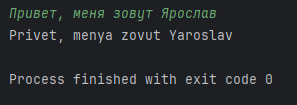 Привет, меня зовут Ярослав
Privet, menya zovut Yaroslav
Process finished with exit code 0